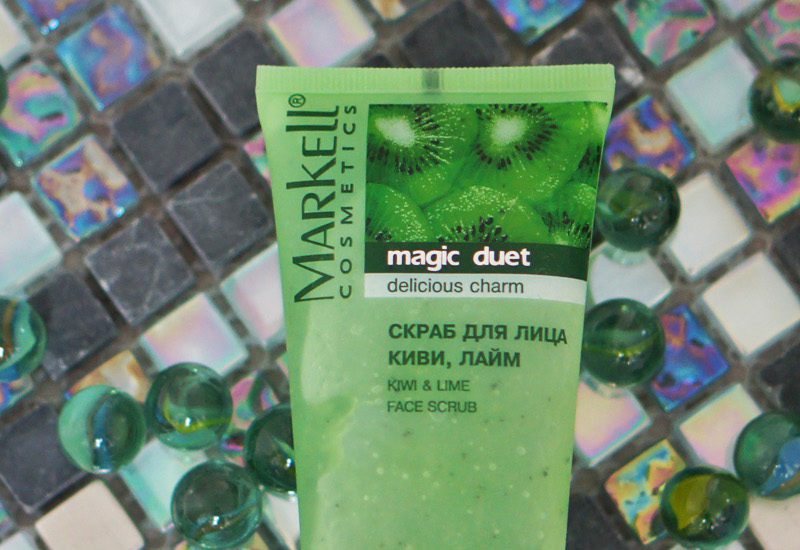 MARKELL®
COSMETICS
magic duet
delicious charm
СКРАБ ДЛЯ ЛИЦА
КИВИ, ЛАЙМ
KIWI & LIME
FACE SCRUB